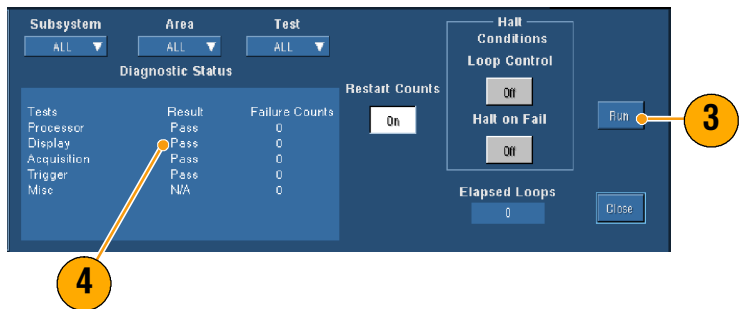 Subsystem Area Test
ALL ALL ALL
Diagnostic Status
Tests Result Failure Counts
Processor Pass 0
Display Pass 0
Acquisition Pass 0
Trigger Pass 0
Misc N/A 0
Restart Counts
On
Halt
Conditions
Loop Control
Off
Halt on Fail
Off
Elapsed Loops
0
Run
Close
3
4